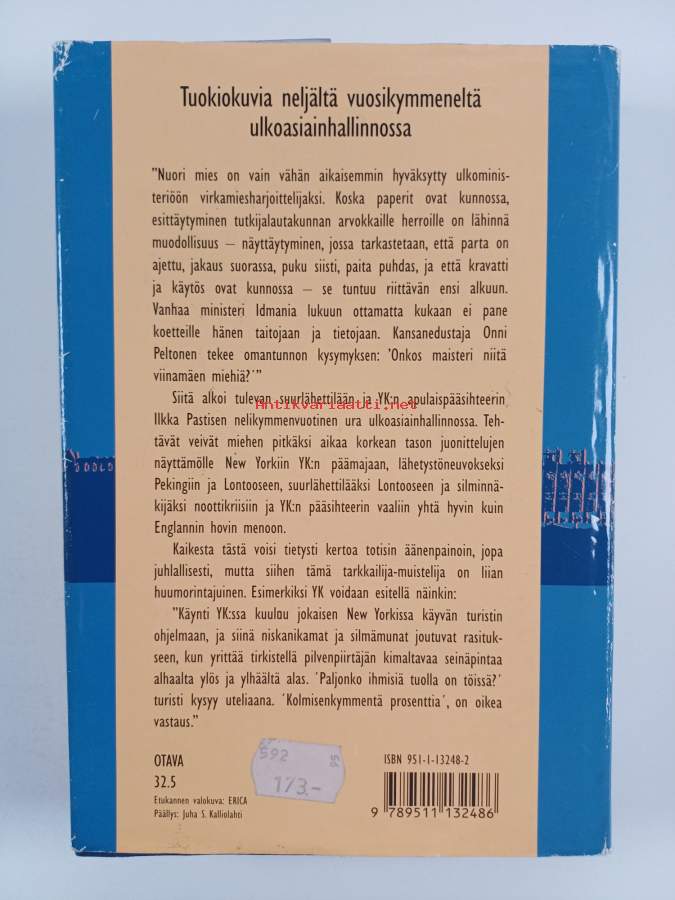 Tuokiokuvia neljältä vuosikymmeneltä
ulkoasiainhallinnossa
"Nuori mies on vain vähän aikaisemmin hyväksytty ulkominis-
teriöön virkamiesharjoittelijaksi. Koska paperit ovat kunnossa,
esittäytyminen tutkijalautakunnan arvokkaille herroille on lähinnä
muodollisuus – näyttäytyminen, jossa tarkastetaan, että parta on
ajettu, jakaus suorassa, puku siisti, paita puhdas, ja että kravatti
ja käytös ovat kunnossa – se tuntuu riittävän ensi alkuun.
Vanhaa ministeri Idmania lukuun ottamatta kukaan ei pane
koetteille hänen taitojaan ja tietojaan. Kansanedustaja Onni
Peltonen tekee omantunnon kysymyksen: 'Onkos maisteri niitä
viinamäen miehiä?'"
Siitä alkoi tulevan suurlähettilään ja YK:n apulaispääsihteerin
Antikvariaatti.net
Ilkka Pastisen nelikymmenvuotinen ura ulkoasiainhallinnossa. Teh-
tävät veivät miehen pitkäksi aikaa korkean tason juonittelujen
näyttämölle New Yorkiin YK:n päämajaan, lähetystöneuvokseksi
Pekingiin ja Lontooseen, suurlähettilääksi Lontooseen ja silminnä-
kijäksi noottikriisiin ja YK:n pääsihteerin vaaliin yhtä hyvin kuin
Englannin hovin menoon.
Kaikesta tästä voisi tietysti kertoa totisin äänenpainoin, jopa
juhlallisesti, mutta siihen tämä tarkkailija-muistelija on liian
huumorintajuinen. Esimerkiksi YK voidaan esitellä näinkin:
"Käynti YK:ssa kuuluu jokaisen New Yorkissa käyvän turistin
ohjelmaan, ja siinä niskanikamat ja silmämunat joutuvat rasituk-
seen, kun yrittää tirkistellä pilvenpiirtäjän kimaltavaa seinäpintaa
alhaalta ylös ja ylhäältä alas. 'Paljonko ihmisiä tuolla on töissä?'
turisti kysyy uteliaana. 'Kolmisenkymmentä prosenttia', on oikea
vastaus."
OTAVA
32.5
Etukannen valokuva: ERICA
Päällys: Juha S. Kalliolahti
592
95
173.-
ISBN 951-1-13248-2
9 789511 132486